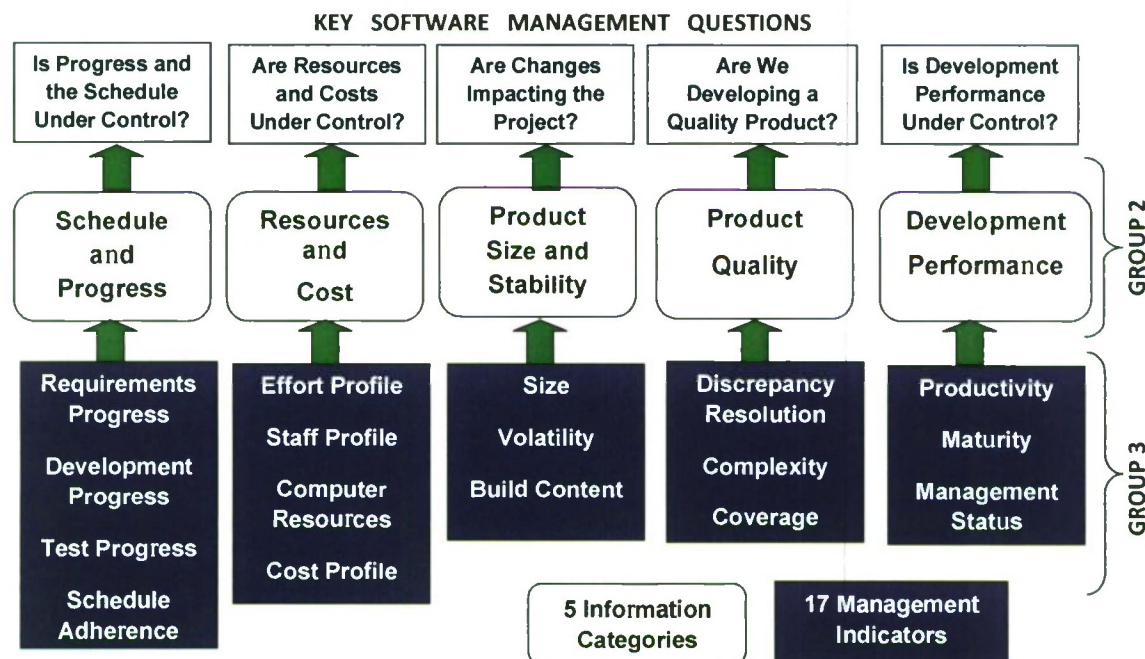 KEY SOFTWARE MANAGEMENT QUESTIONS
Is Progress and
the Schedule
Under Control?
Are Resources
and Costs
Under Control?
Are Changes
Impacting the
Project?
Are We
Developing a
Quality Product?
Is Development
Performance
Under Control?
Schedule
and
Progress
Resources
and
Cost
Product
Size and
Stability
Product
Quality
Development
Performance
GROUP 2
Requirements
Progress
Development
Progress
Test Progress
Schedule
Adherence
Effort Profile
Staff Profile
Computer
Resources
Cost Profile
Size
Volatility
Build Content
Discrepancy
Resolution
Complexity
Coverage
Productivity
Maturity
Management
Status
GROUP 3
5 Information
Categories
17 Management
Indicators